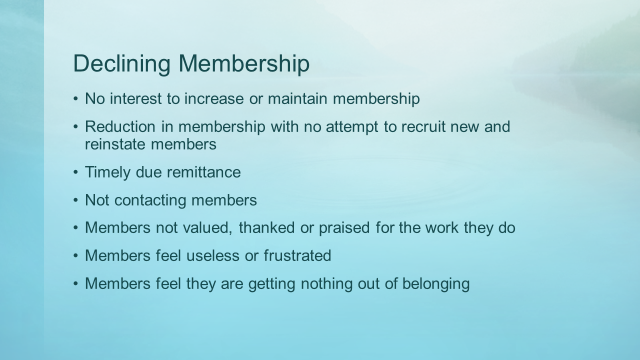 Declining Membership
• No interest to increase or maintain membership
• Reduction in membership with no attempt to recruit new and
reinstate members
• Timely due remittance
• Not contacting members
• Members not valued, thanked or praised for the work they do
• Members feel useless or frustrated
• Members feel they are getting nothing out of belonging